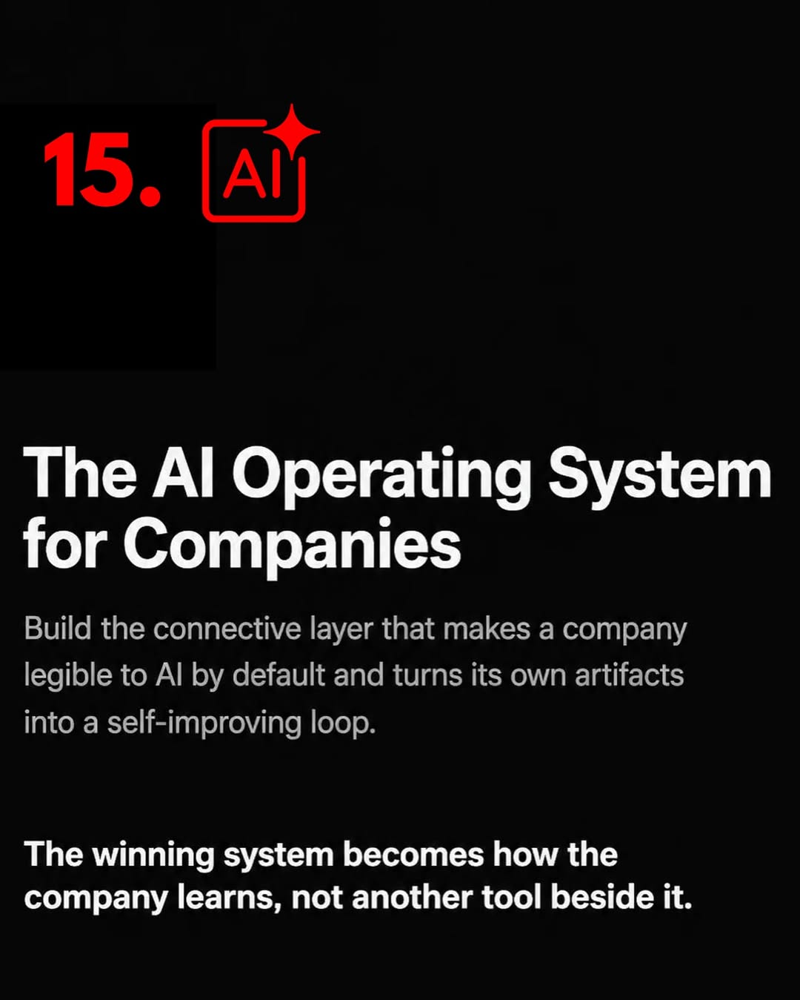 15. AI
The AI Operating System
for Companies
Build the connective layer that makes a company
legible to AI by default and turns its own artifacts
into a self-improving loop.
The winning system becomes how the
company learns, not another tool beside it.